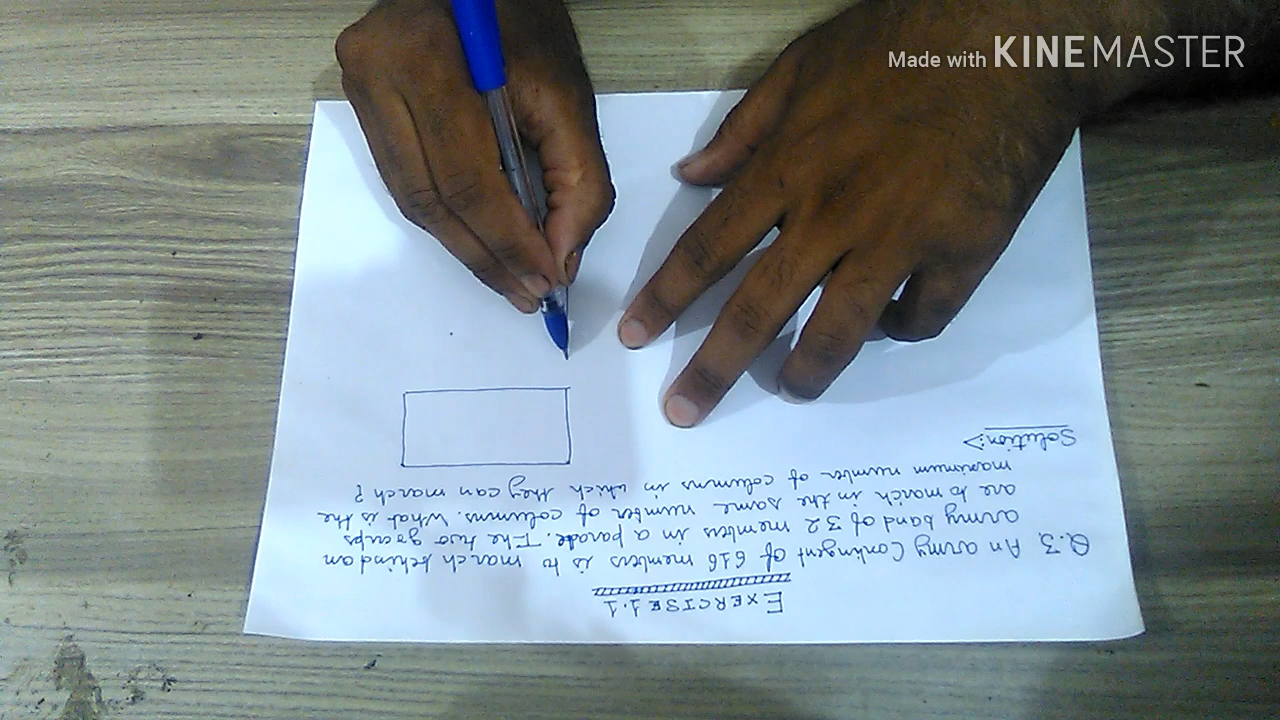 Made with KINEMASTER
EXERCISE 1.1
Q.3. An army Contingent of 616 members is to march behind am
army band of 32 members in a parade. The two groups
are to march in the same number of columns. What is the
maximum number of columns in which they can march?
Solution: